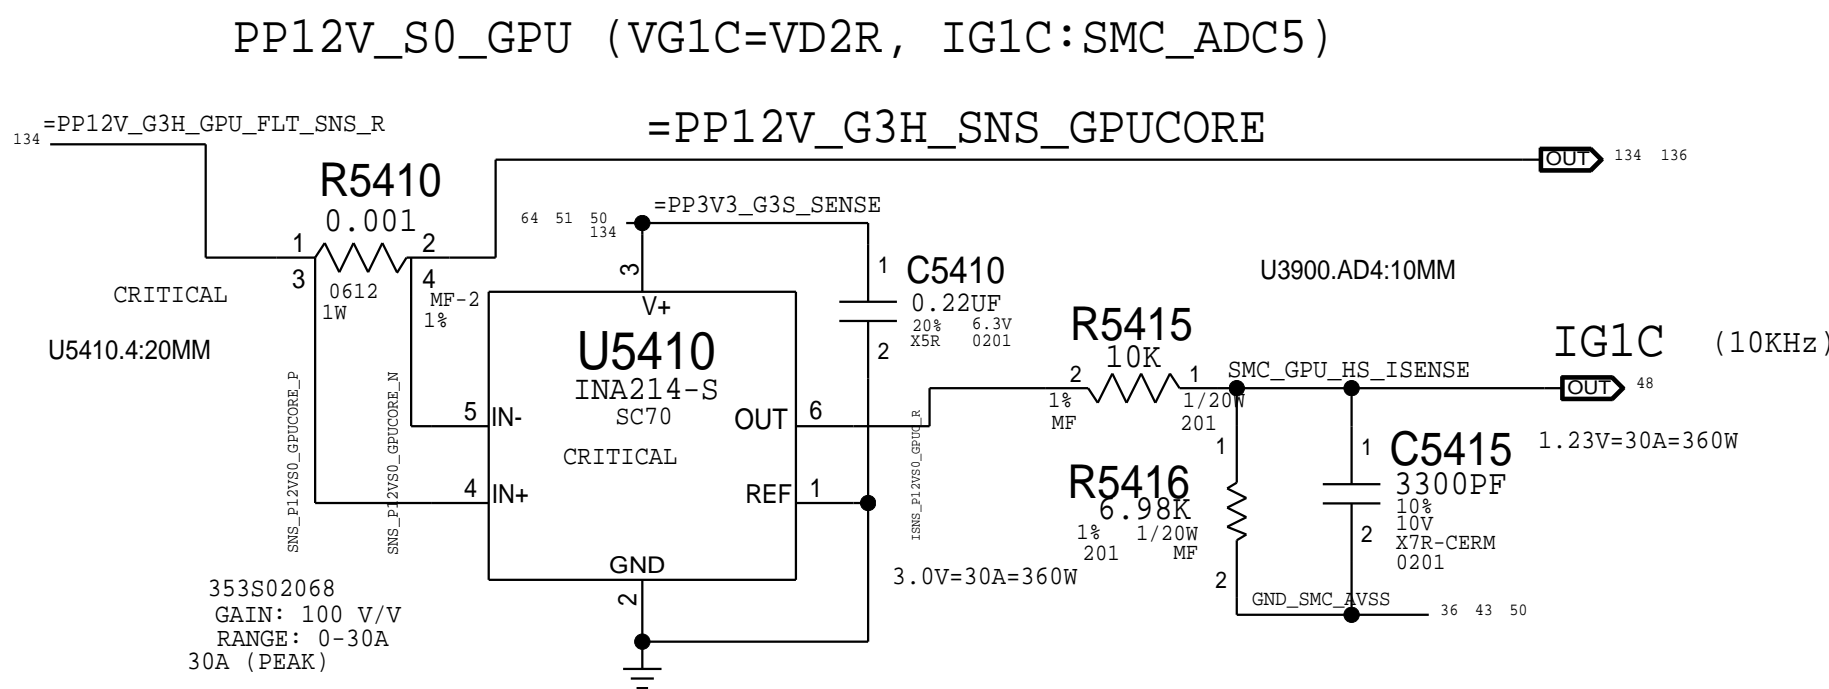 PP12V_S0_GPU (VG1C=VD2R, IG1C:SMC_ADC5)
134 =PP12V_G3H_GPU_FLT_SNS_R
=PP12V_G3H_SNS_GPUCORE
OUT 134 136
R5410
0.001
1 2
3 4
0612
1W
MF-2
1%
CRITICAL
U5410.4:20MM
64 51 50
134
=PP3V3_G3S_SENSE
3
V+
U5410
INA214-S
SC70
CRITICAL
5 IN-
4 IN+
OUT 6
REF 1
GND
2
SNS_P12VS0_GPUCORE_P
SNS_P12VS0_GPUCORE_N
1
C5410
0.22UF
20% 6.3V
X5R 0201
2
ISNS_P12VS0_GPUC_R
U3900.AD4:10MM
R5415
10K
2 1
1% 1/20W
MF 201
SMC_GPU_HS_ISENSE
IG1C (10KHz)
OUT 48
1.23V=30A=360W
1
R5416
6.98K
1% 1/20W
201 MF
2
1
C5415
3300PF
10%
10V
X7R-CERM
0201
2
GND_SMC_AVSS
36 43 50
3.0V=30A=360W
353S02068
GAIN: 100 V/V
RANGE: 0-30A
30A (PEAK)